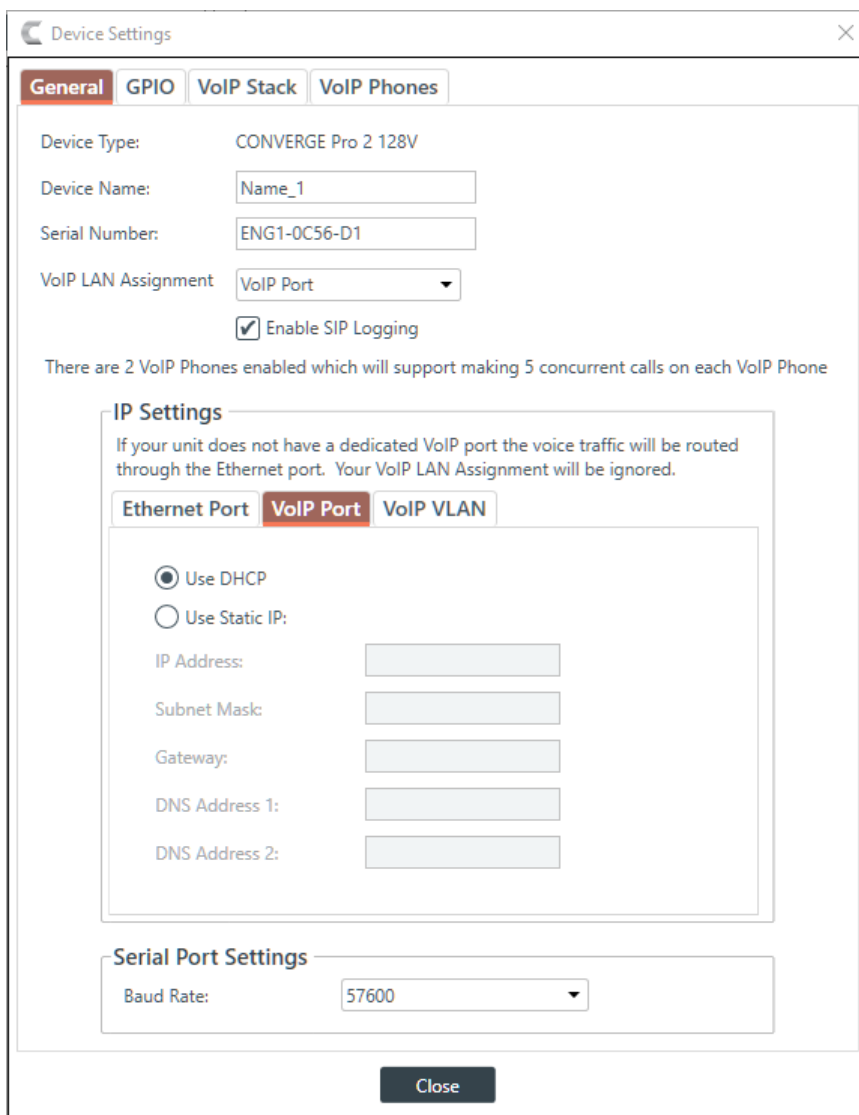 Device Settings
General GPIO VoIP Stack VoIP Phones
Device Type: CONVERGE Pro 2 128V
Device Name: Name_1
Serial Number: ENG1-0C56-D1
VoIP LAN Assignment VoIP Port
Enable SIP Logging
There are 2 VoIP Phones enabled which will support making 5 concurrent calls on each VoIP Phone
IP Settings
If your unit does not have a dedicated VoIP port the voice traffic will be routed
through the Ethernet port. Your VoIP LAN Assignment will be ignored.
Ethernet Port VoIP Port VoIP VLAN
Use DHCP
Use Static IP:
IP Address:
Subnet Mask:
Gateway:
DNS Address 1:
DNS Address 2:
Serial Port Settings
Baud Rate: 57600
Close